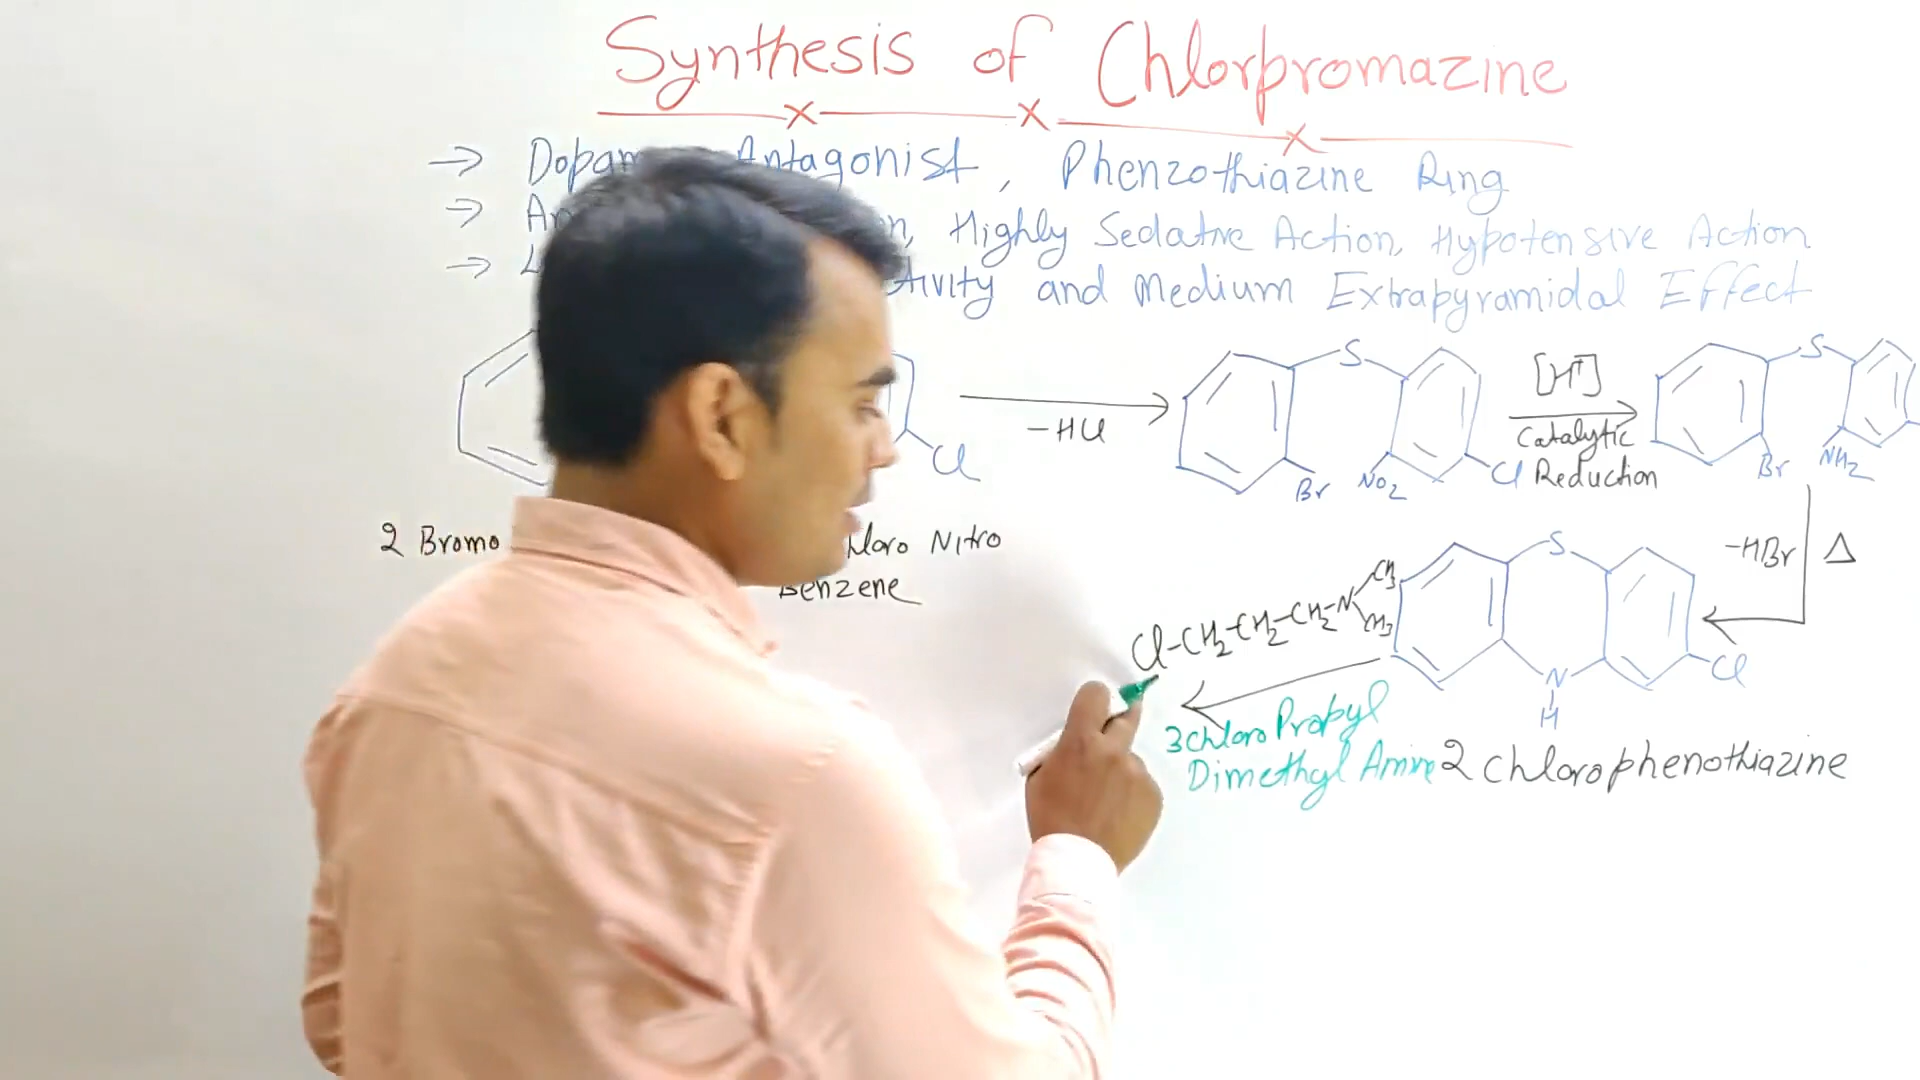 Synthesis of Chlorpromazine
→ Antagonist, Phenzothiazine Ring
→ Highly Sedative Action, Hypotensive Action
→ and Medium Extrapyramidal Effect
Cl
-HCl
S
Br
NO2
Cl
[H+]
Catalytic
Reduction
S
Br
NH2
2 Bromo
Nitro
Benzene
-HBr
Δ
S
N
H
Cl
2 chlorophenothiazine
Cl-CH2-CH2-CH2-N
CH3
CH3
3 chloro Propyl
Dimethyl Amine